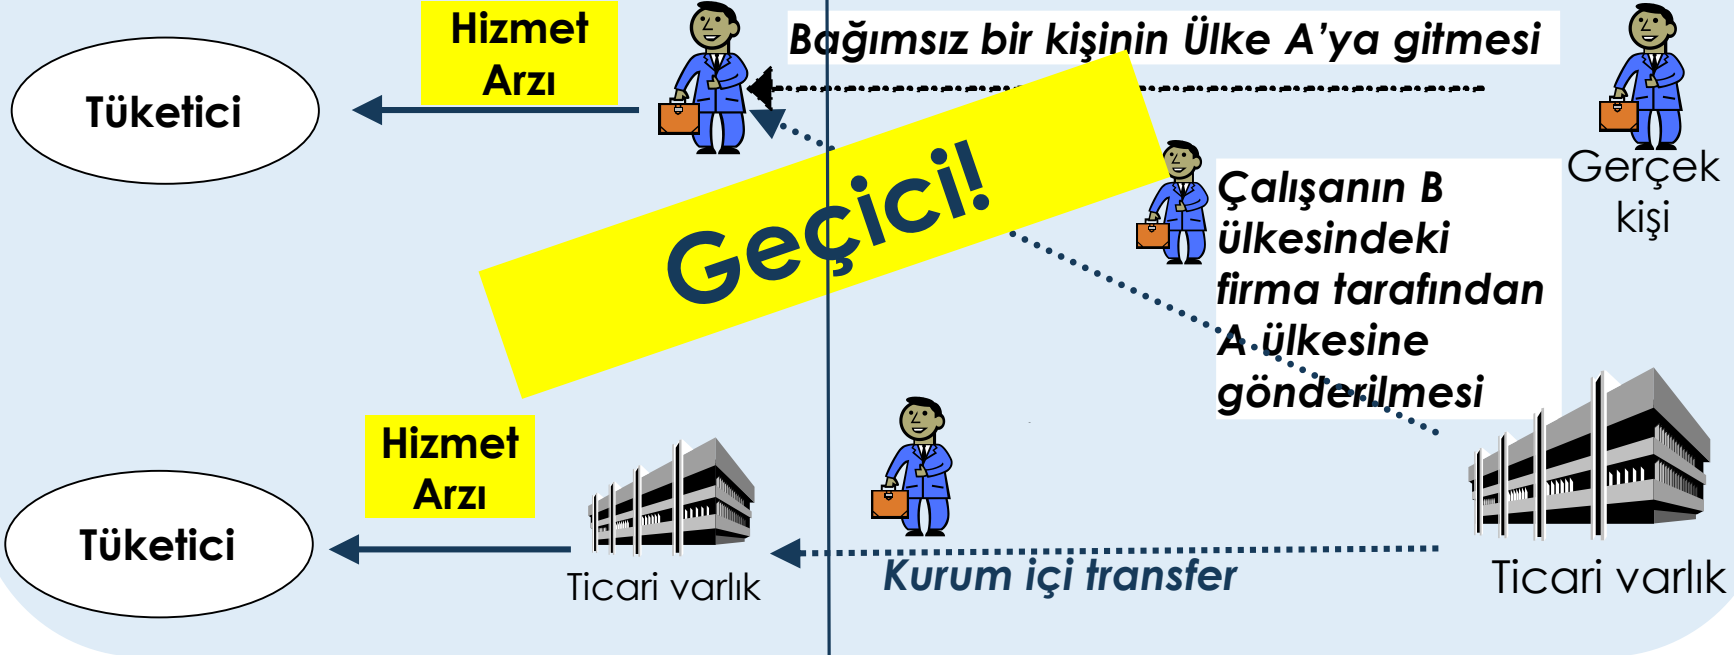 Hizmet
Arzı
Bağımsız bir kişinin Ülke A’ya gitmesi
Tüketici
Gerçek
kişi
Geçici!
Çalışanın B
ülkesindeki
firma tarafından
A ülkesine
gönderilmesi
Hizmet
Arzı
Tüketici
Ticari varlık
Kurum içi transfer
Ticari varlık